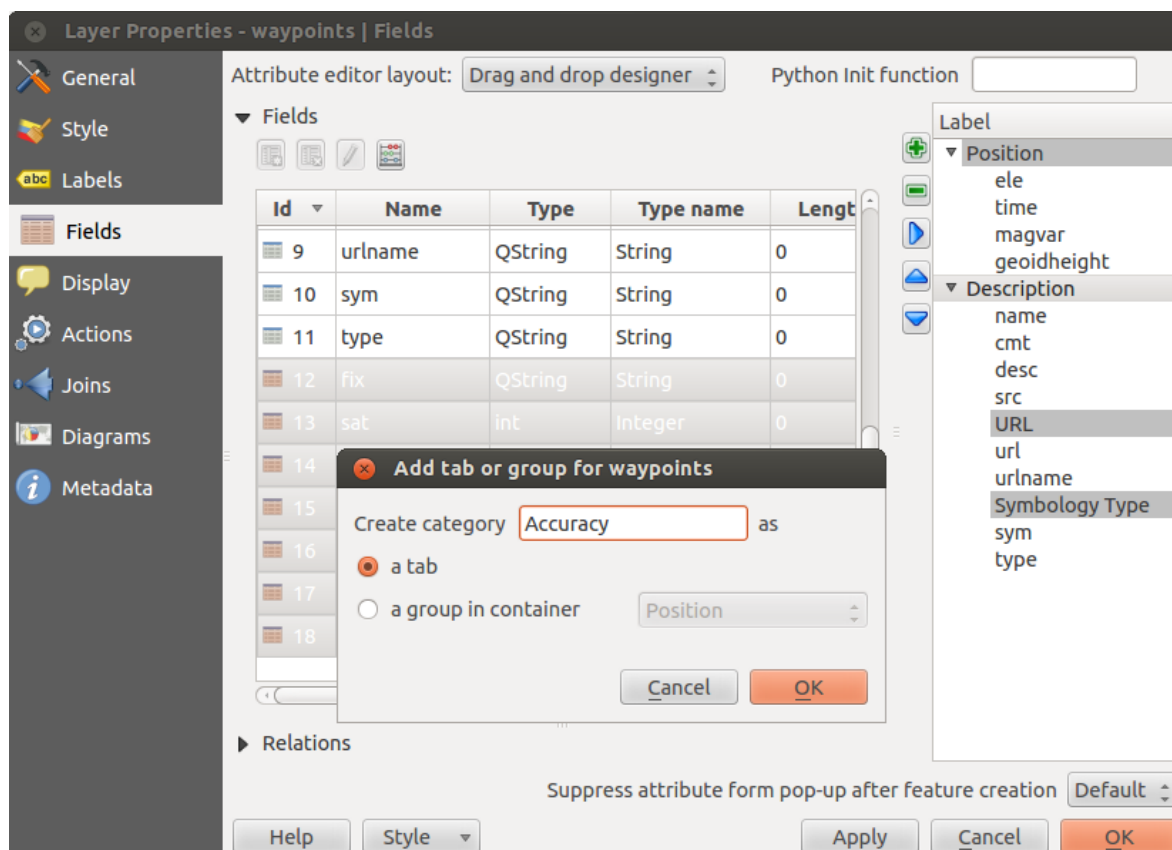 Layer Properties - waypoints | Fields
General
Style
abc Labels
Fields
Display
Actions
Joins
Diagrams
Metadata
Attribute editor layout: Drag and drop designer Python Init function
Fields
Id Name Type Type name Lengt
9 urlname QString String 0
10 sym QString String 0
11 type QString String 0
12 fix QString String 0
13 sat int Integer 0
14
15
16
17
18
Add tab or group for waypoints
Create category Accuracy as
a tab
a group in container Position
Cancel OK
Relations
Label
Position
ele
time
magvar
geoidheight
Description
name
cmt
desc
src
URL
url
urlname
Symbology Type
sym
type
Suppress attribute form pop-up after feature creation Default
Help Style Apply Cancel OK